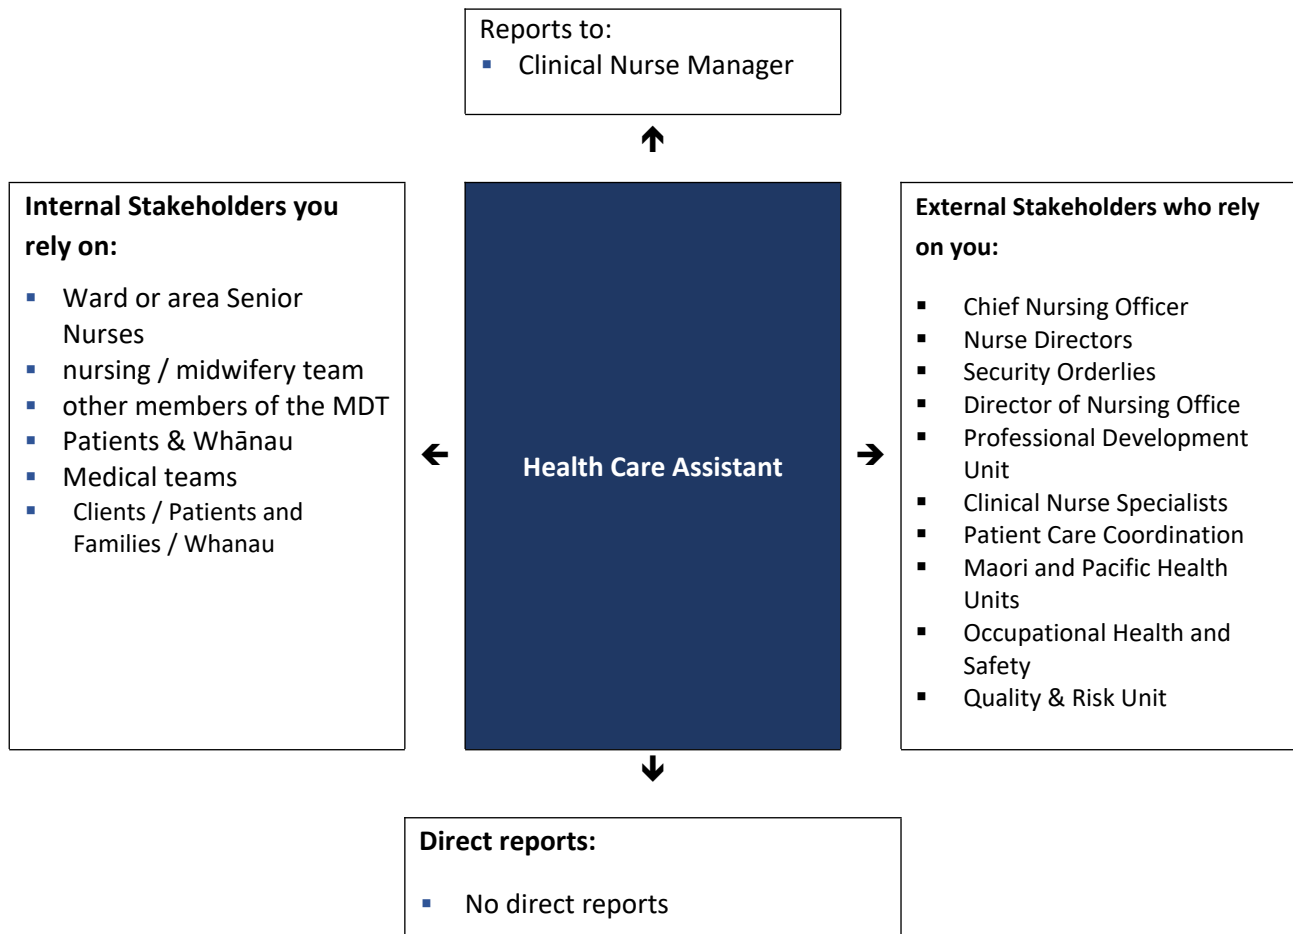 Reports to:
▪ Clinical Nurse Manager
Internal Stakeholders you
rely on:
▪ Ward or area Senior
Nurses
▪ nursing / midwifery team
▪ other members of the MDT
▪ Patients & Whānau
▪ Medical teams
▪ Clients / Patients and
Families / Whanau
Health Care Assistant
External Stakeholders who rely
on you:
▪ Chief Nursing Officer
▪ Nurse Directors
▪ Security Orderlies
▪ Director of Nursing Office
▪ Professional Development
Unit
▪ Clinical Nurse Specialists
▪ Patient Care Coordination
▪ Maori and Pacific Health
Units
▪ Occupational Health and
Safety
▪ Quality & Risk Unit
Direct reports:
▪ No direct reports